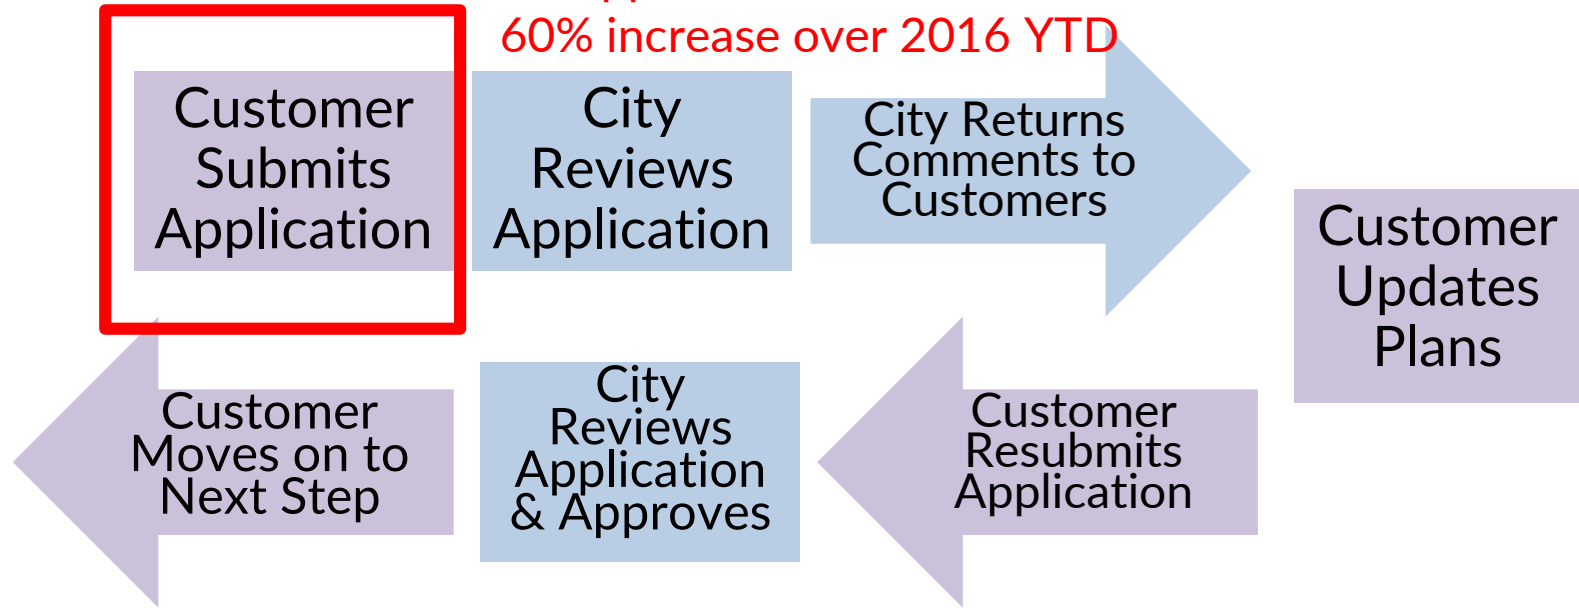 60% increase over 2016 YTD
Customer
Submits
Application
City
Reviews
Application
City Returns
Comments to
Customers
Customer
Updates
Plans
Customer
Resubmits
Application
City
Reviews
Application
& Approves
Customer
Moves on to
Next Step